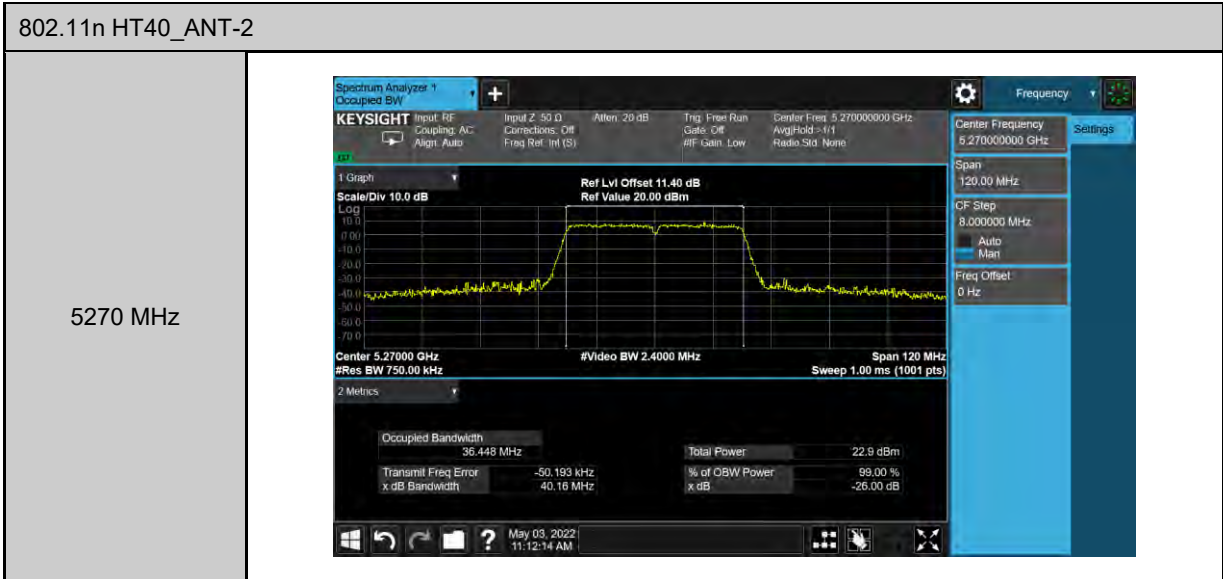 802.11n HT40_ANT-2
5270 MHz
Spectrum Analyzer 1
Occupied BW
Frequency
KEYSIGHT
Input: RF
Coupling: AC
Align: Auto
Input Z: 50 Ω
Corrections: Off
Freq Ref: Int (S)
Atten: 20 dB
Trig: Free Run
Gate: Off
#IF Gain: Low
Center Freq: 5.270000000 GHz
Avg|Hold:>1/1
Radio Std: None
Center Frequency
5.270000000 GHz
Settings
Span
120.00 MHz
CF Step
8.000000 MHz
Auto
Man
Freq Offset
0 Hz
1 Graph
Scale/Div 10.0 dB
Ref Lvl Offset 11.40 dB
Ref Value 20.00 dBm
Log
10.0
0.00
-10.0
-20.0
-30.0
-40.0
-50.0
-60.0
-70.0
Center 5.27000 GHz
#Video BW 2.4000 MHz
Span 120 MHz
#Res BW 750.00 kHz
Sweep 1.00 ms (1001 pts)
2 Metrics
Occupied Bandwidth
36.448 MHz
Total Power 22.9 dBm
Transmit Freq Error -50.193 kHz
% of OBW Power 99.00 %
x dB Bandwidth 40.16 MHz
x dB -26.00 dB
?
May 03, 2022
11:12:14 AM